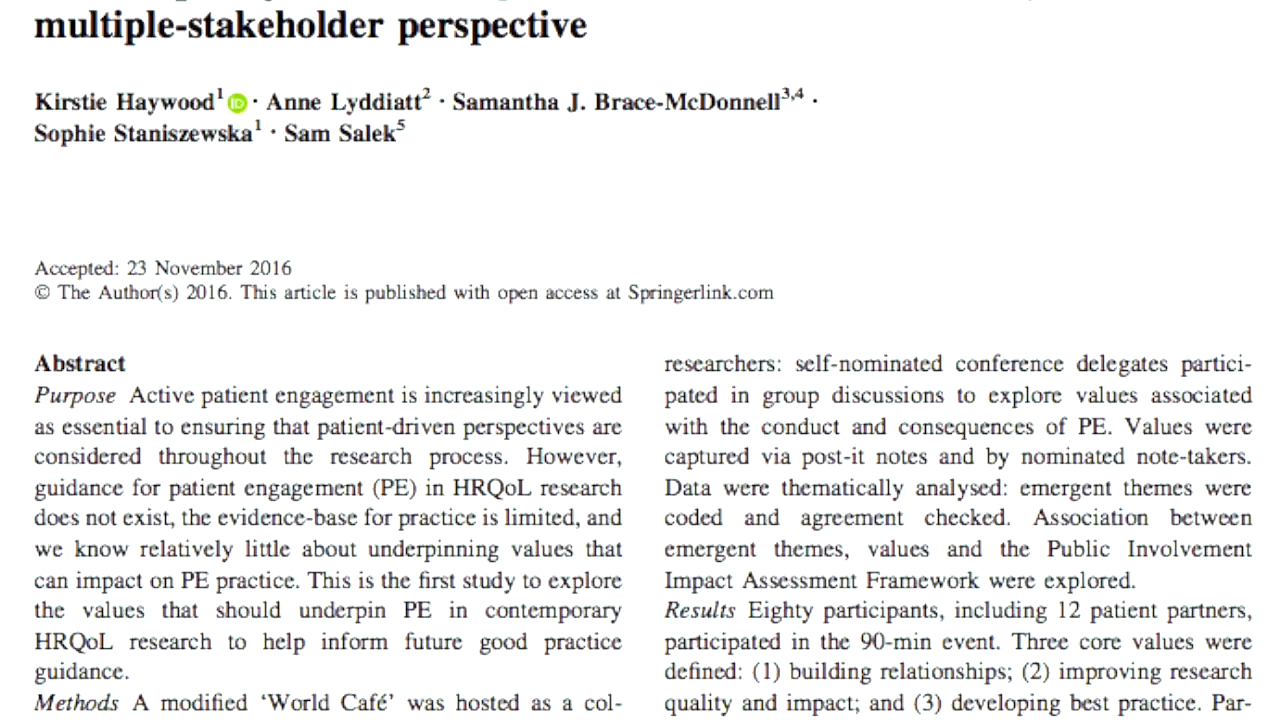 multiple-stakeholder perspective
Kirstie Haywood1 iD · Anne Lyddiatt2 · Samantha J. Brace-McDonnell3,4 ·
Sophie Staniszewska1 · Sam Salek5
Accepted: 23 November 2016
© The Author(s) 2016. This article is published with open access at Springerlink.com
Abstract
Purpose Active patient engagement is increasingly viewed
as essential to ensuring that patient-driven perspectives are
considered throughout the research process. However,
guidance for patient engagement (PE) in HRQoL research
does not exist, the evidence-base for practice is limited, and
we know relatively little about underpinning values that
can impact on PE practice. This is the first study to explore
the values that should underpin PE in contemporary
HRQoL research to help inform future good practice
guidance.
Methods A modified ‘World Café’ was hosted as a col-
researchers: self-nominated conference delegates partici-
pated in group discussions to explore values associated
with the conduct and consequences of PE. Values were
captured via post-it notes and by nominated note-takers.
Data were thematically analysed: emergent themes were
coded and agreement checked. Association between
emergent themes, values and the Public Involvement
Impact Assessment Framework were explored.
Results Eighty participants, including 12 patient partners,
participated in the 90-min event. Three core values were
defined: (1) building relationships; (2) improving research
quality and impact; and (3) developing best practice. Par-